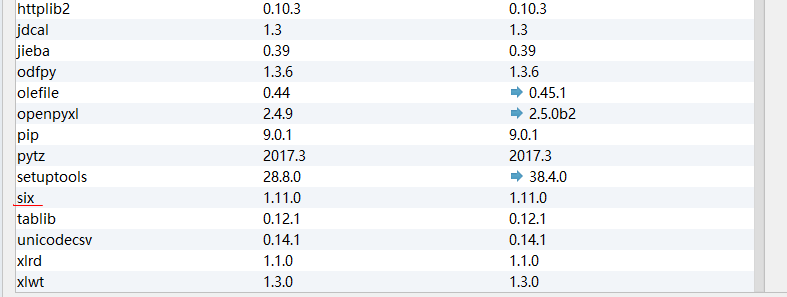 httplib2 0.10.3 0.10.3
jdcal 1.3 1.3
jieba 0.39 0.39
odfpy 1.3.6 1.3.6
olefile 0.44 0.45.1
openpyxl 2.4.9 2.5.0b2
pip 9.0.1 9.0.1
pytz 2017.3 2017.3
setuptools 28.8.0 38.4.0
six 1.11.0 1.11.0
tablib 0.12.1 0.12.1
unicodecsv 0.14.1 0.14.1
xlrd 1.1.0 1.1.0
xlwt 1.3.0 1.3.0